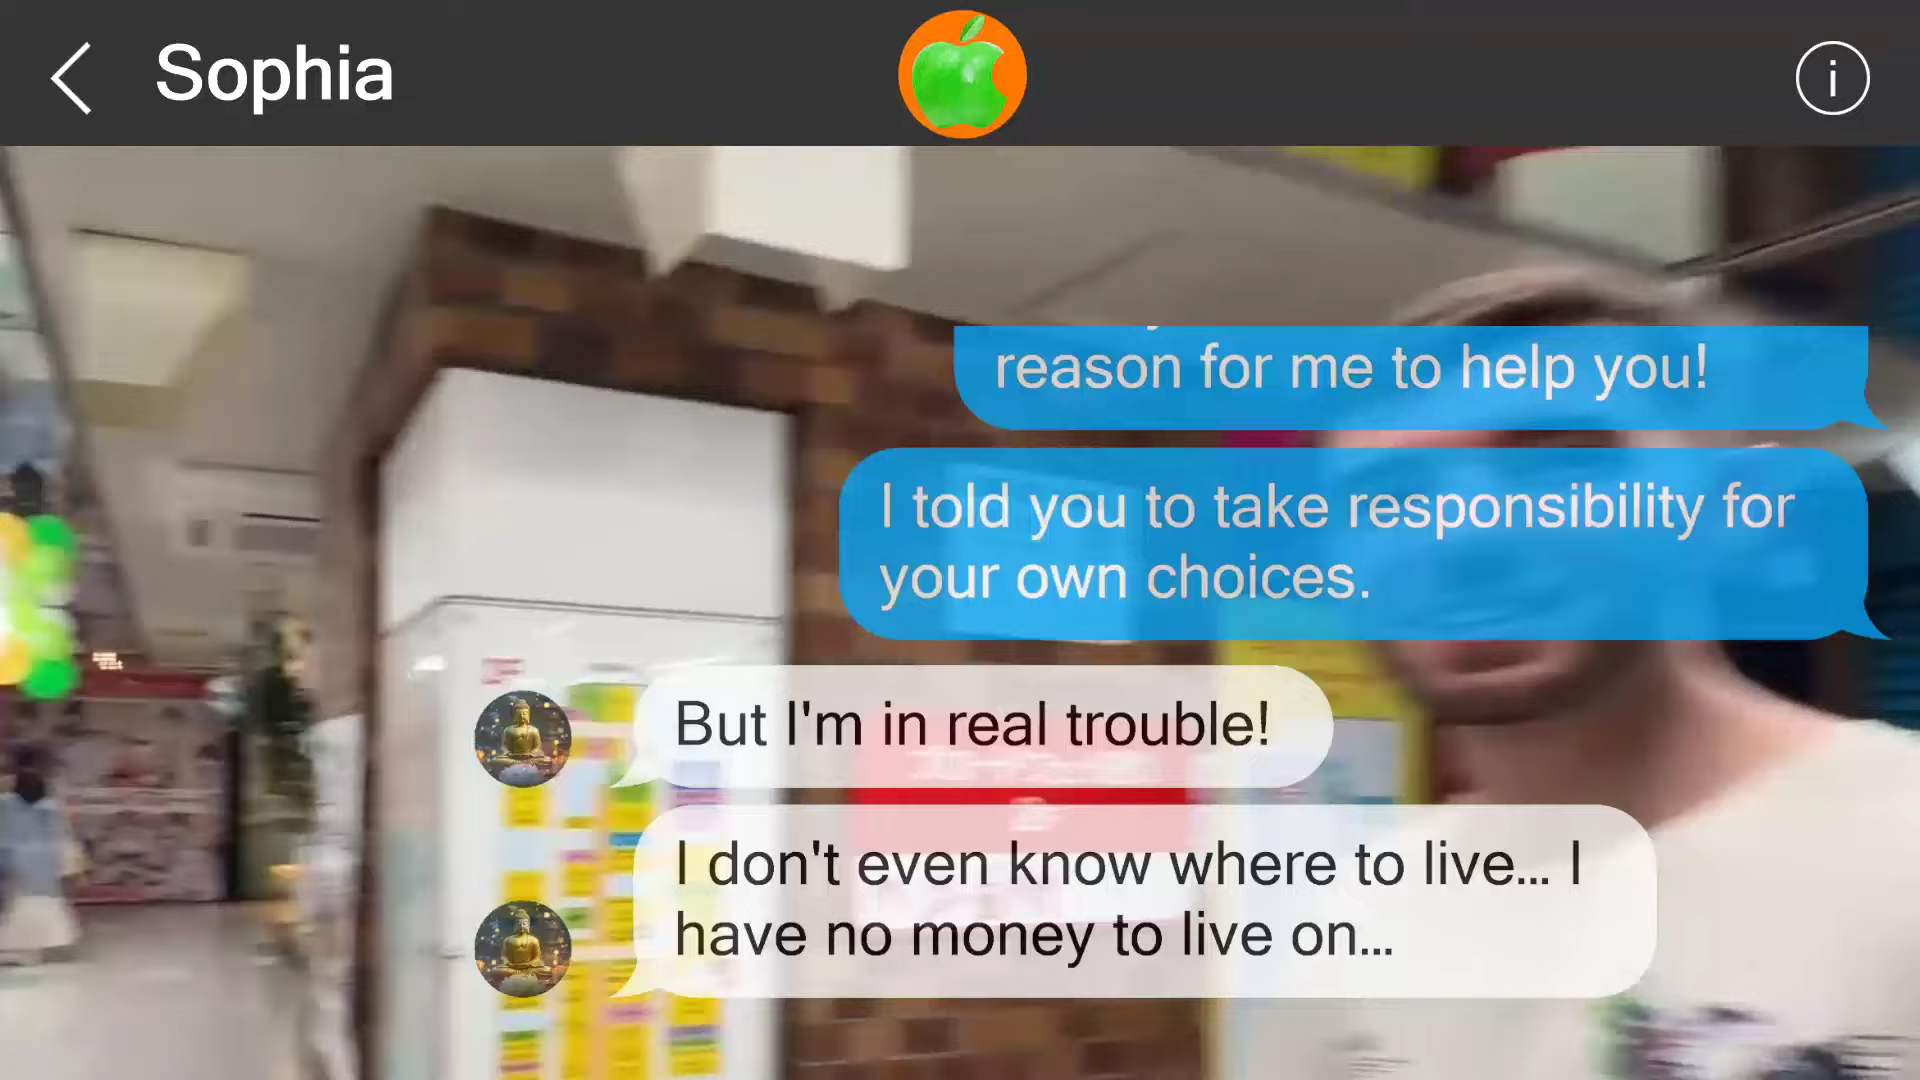 Sophia
reason for me to help you!
I told you to take responsibility for
your own choices.
But I'm in real trouble!
I don't even know where to live... I
have no money to live on...